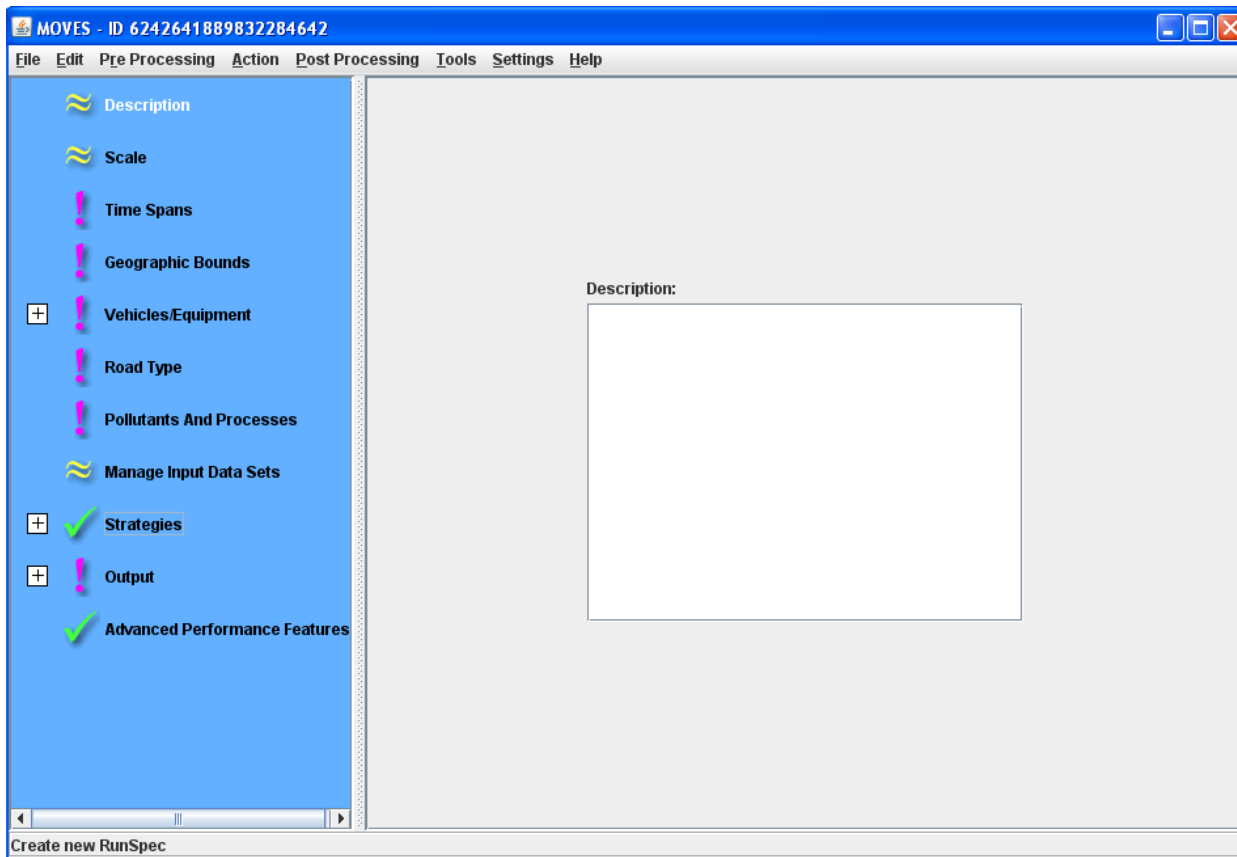 MOVES - ID 6242641889832284642
File Edit Pre Processing Action Post Processing Tools Settings Help
Description
Scale
Time Spans
Geographic Bounds
Vehicles/Equipment
Road Type
Pollutants And Processes
Manage Input Data Sets
Strategies
Output
Advanced Performance Features
Description:
Create new RunSpec